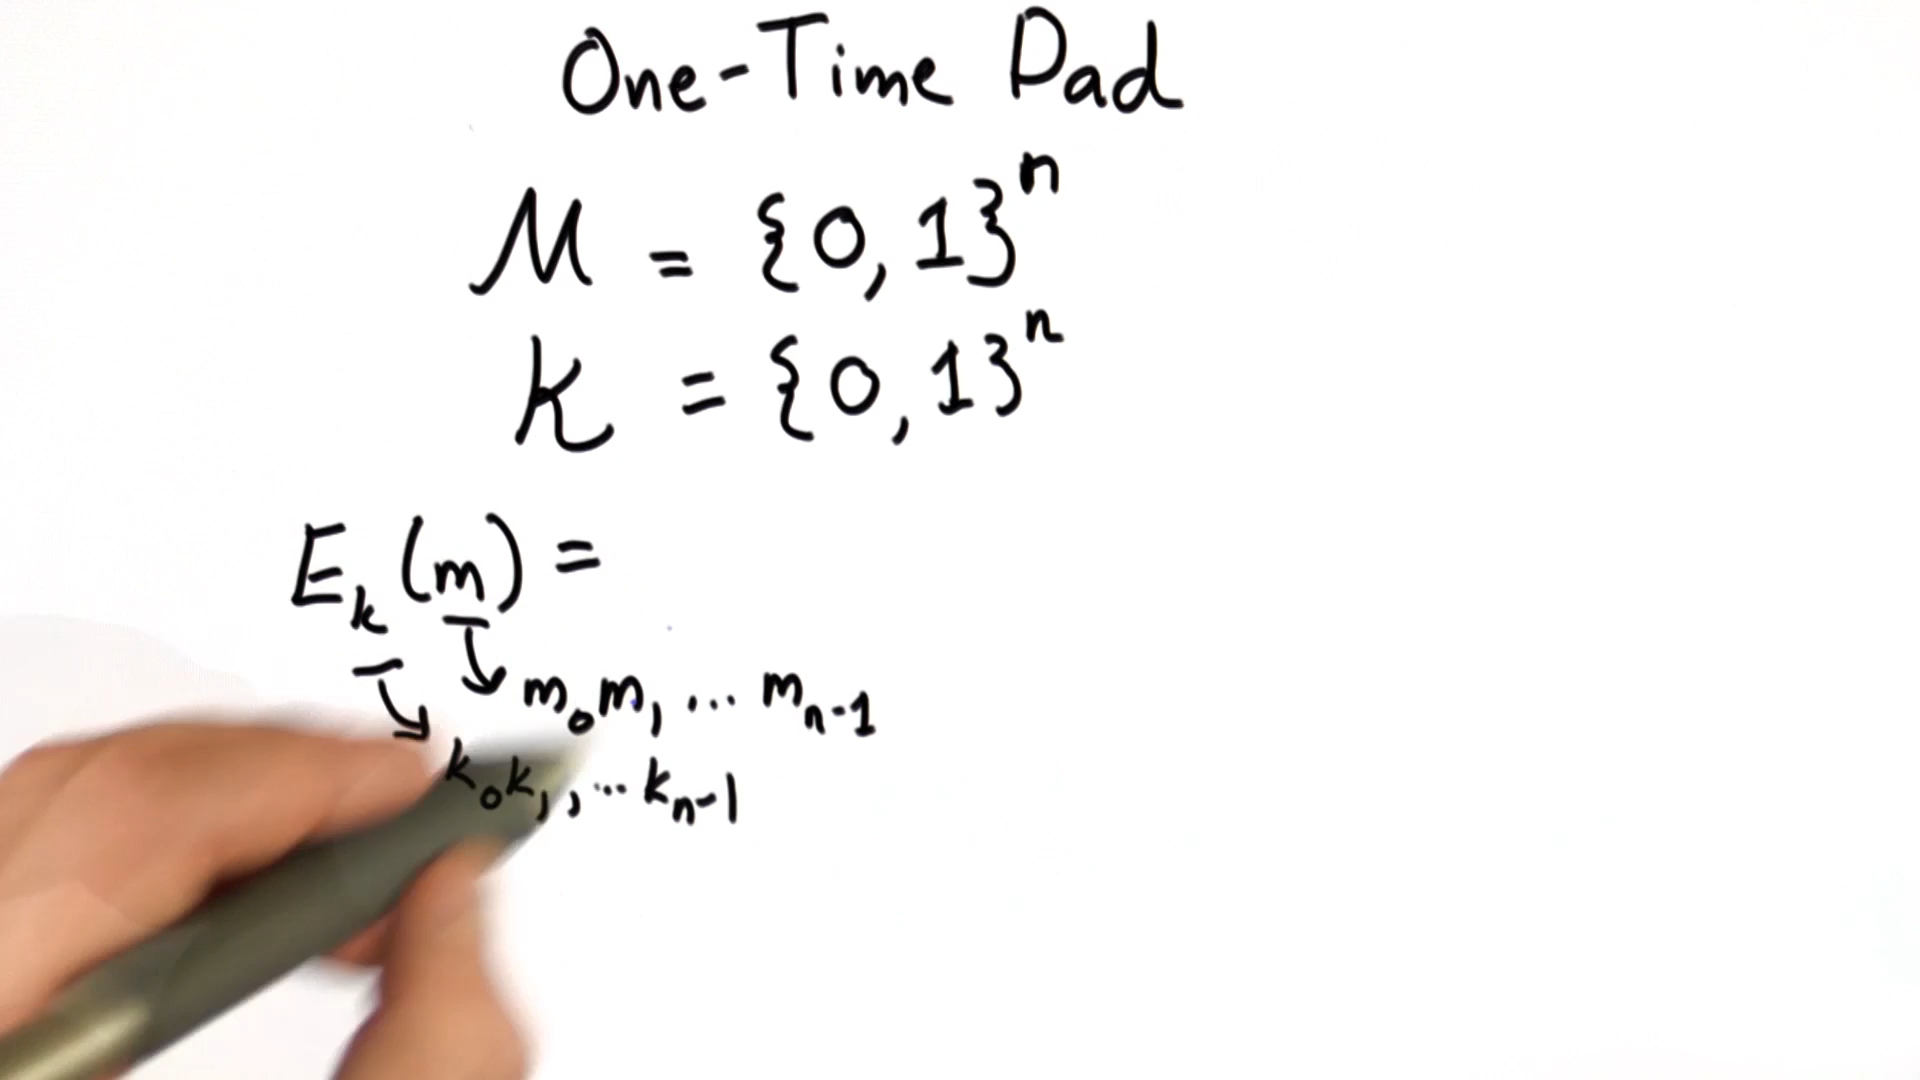 One-Time Pad
M = {0,1}ⁿ
K = {0,1}ⁿ
Eₖ(m) =
m₀m₁ ... mₙ₋₁
k₀k₁, ... kₙ₋₁